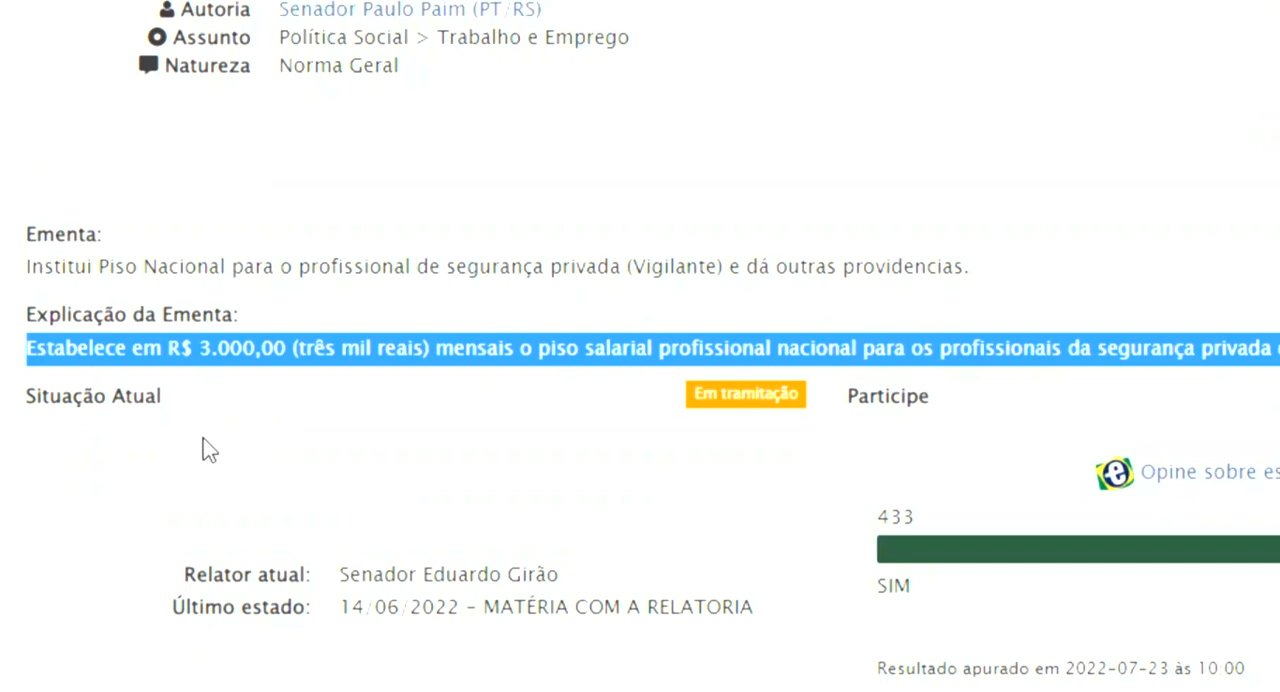 Autoria Senador Paulo Paim (PT/RS)
Assunto Política Social > Trabalho e Emprego
Natureza Norma Geral
Ementa:
Institui Piso Nacional para o profissional de segurança privada (Vigilante) e dá outras providencias.
Explicação da Ementa:
Estabelece em R$ 3.000,00 (três mil reais) mensais o piso salarial profissional nacional para os profissionais da segurança privada
Situação Atual Em tramitação Participe
Opine sobre es
433
SIM
Relator atual: Senador Eduardo Girão
Último estado: 14/06/2022 - MATÉRIA COM A RELATORIA
Resultado apurado em 2022-07-23 às 10:00